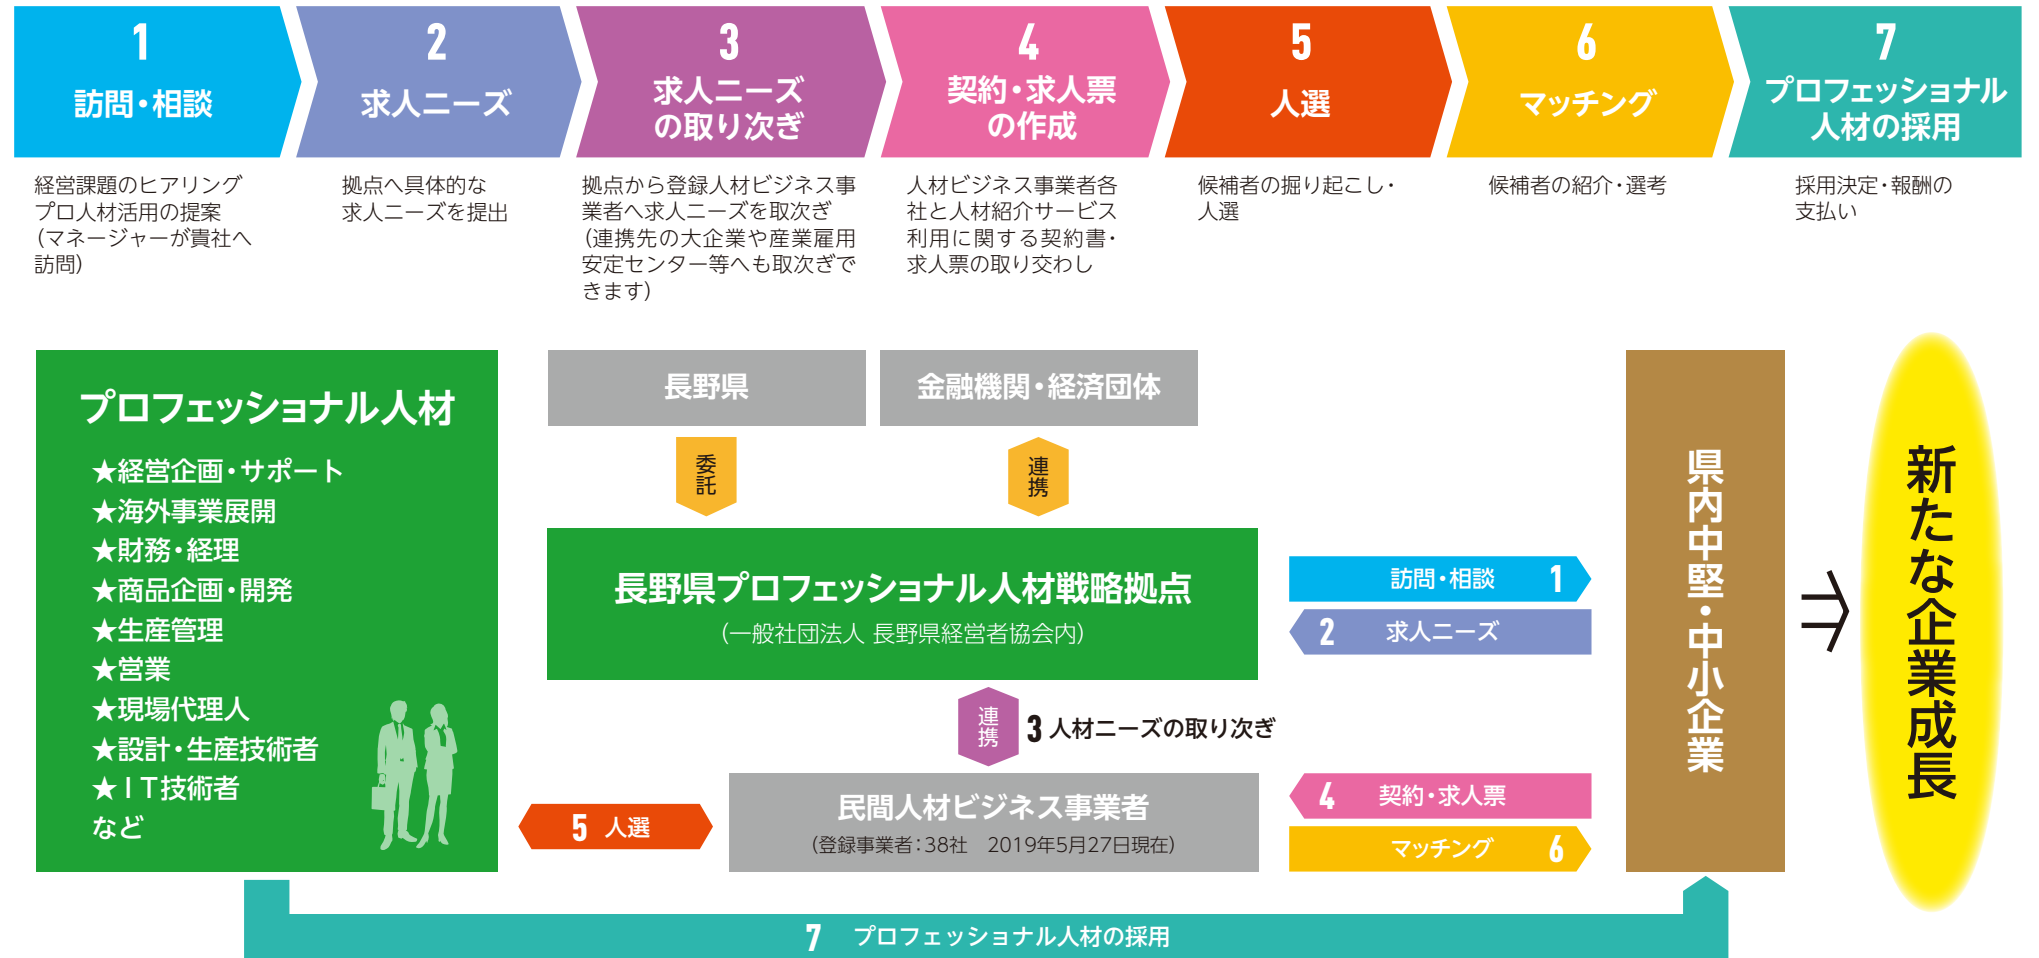 1
訪問・相談
経営課題のヒアリング
プロ人材活用の提案
(マネージャーが貴社へ
訪問)
2
求人ニーズ
拠点へ具体的な
求人ニーズを提出
3
求人ニーズ
の取り次ぎ
拠点から登録人材ビジネス事
業者へ求人ニーズを取次ぎ
(連携先の大企業や産業雇用
安定センター等へも取次ぎで
きます)
4
契約・求人票
の作成
人材ビジネス事業者各
社と人材紹介サービス
利用に関する契約書・
求人票の取り交わし
5
人選
候補者の掘り起こし・
人選
6
マッチング
候補者の紹介・選考
7
プロフェッショナル
人材の採用
採用決定・報酬の
支払い
プロフェッショナル人材
★経営企画・サポート
★海外事業展開
★財務・経理
★商品企画・開発
★生産管理
★営業
★現場代理人
★設計・生産技術者
★IT技術者
など
長野県
金融機関・経済団体
委託
連携
長野県プロフェッショナル人材戦略拠点
(一般社団法人 長野県経営者協会内)
訪問・相談 1
2 求人ニーズ
連携
3 人材ニーズの取り次ぎ
民間人材ビジネス事業者
(登録事業者:38社 2019年5月27日現在)
4 契約・求人票
マッチング 6
5 人選
県内中堅・中小企業
新たな企業成長
7 プロフェッショナル人材の採用